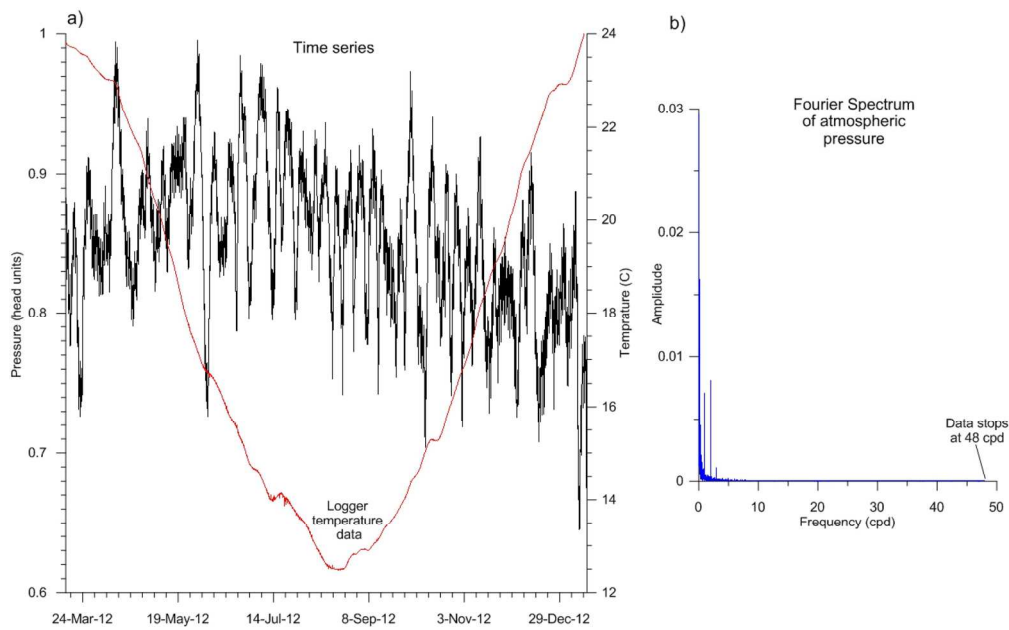 a)
Time series
1
0.9
0.8
0.7
0.6
Pressure (head units)
24
22
20
18
16
14
12
Temprature (C)
Logger
temperature
data
24-Mar-12
19-May-12
14-Jul-12
8-Sep-12
3-Nov-12
29-Dec-12
b)
Fourier Spectrum
of atmospheric
pressure
0.03
0.02
0.01
0
Amplidude
Data stops
at 48 cpd
0
10
20
30
40
50
Frequency (cpd)